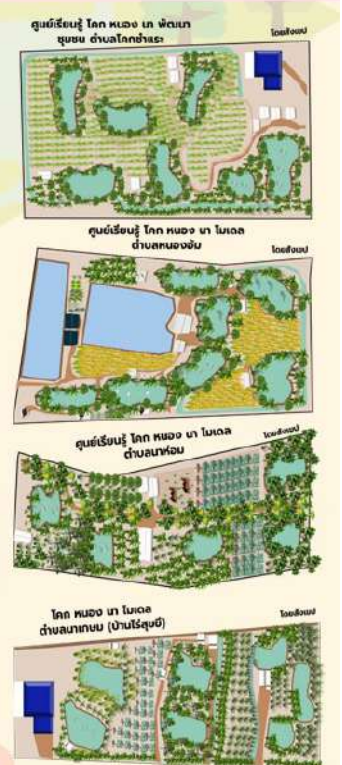 ศูนย์เรียนรู้ โคก หนอง นา พัฒนา
ชุมชน ตำบลโคกชำแระ
โดยสังเขป
ศูนย์เรียนรู้ โคก หนอง นา โมเดล
ตำบลหนองอ้ม
โดยสังเขป
ศูนย์เรียนรู้ โคก หนอง นา โมเดล
ตำบลนาห่อม
โดยสังเขป
โคก หนอง นา โมเดล
ตำบลนาเกษม (บ้านไร่สุขขี)
โดยสังเขป